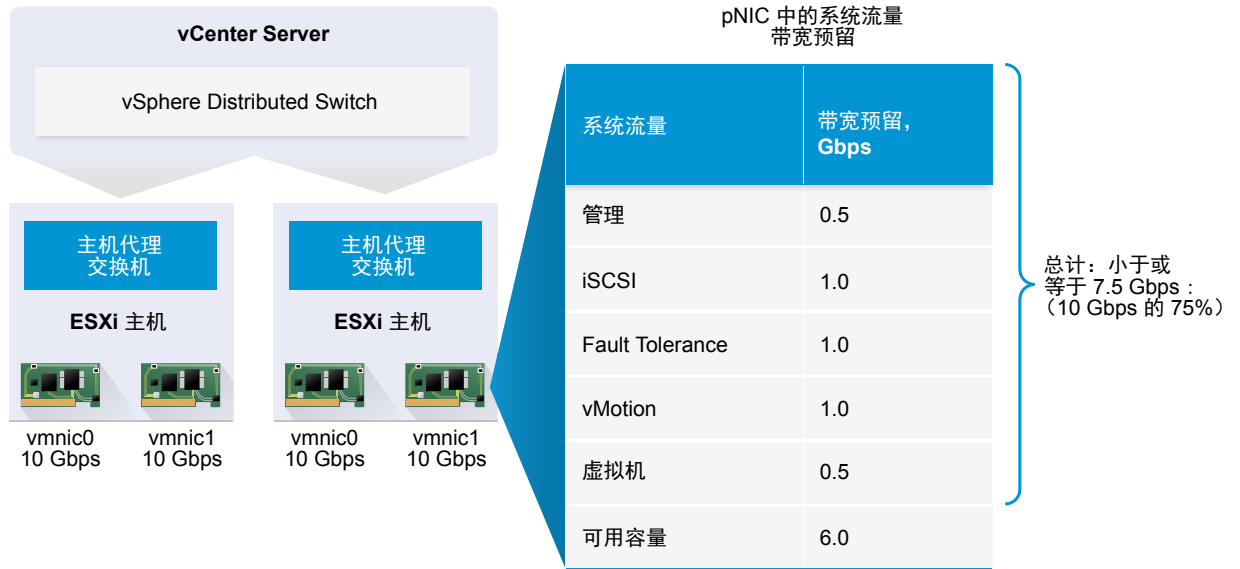 vCenter Server
vSphere Distributed Switch
主机代理
交换机
ESXi 主机
vmnic0
10 Gbps
vmnic1
10 Gbps
主机代理
交换机
ESXi 主机
vmnic0
10 Gbps
vmnic1
10 Gbps
pNIC 中的系统流量
带宽预留
系统流量
带宽预留，
Gbps
管理
0.5
iSCSI
1.0
Fault Tolerance
1.0
vMotion
1.0
虚拟机
0.5
可用容量
6.0
总计：小于或
等于 7.5 Gbps :
（10 Gbps 的 75%）